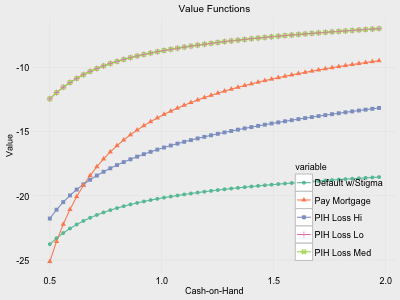 Value Functions
-10
-15
-20
-25
Value
0.5
1.0
1.5
2.0
Cash-on-Hand
variable
Default w/Stigma
Pay Mortgage
PIH Loss Hi
PIH Loss Lo
PIH Loss Med